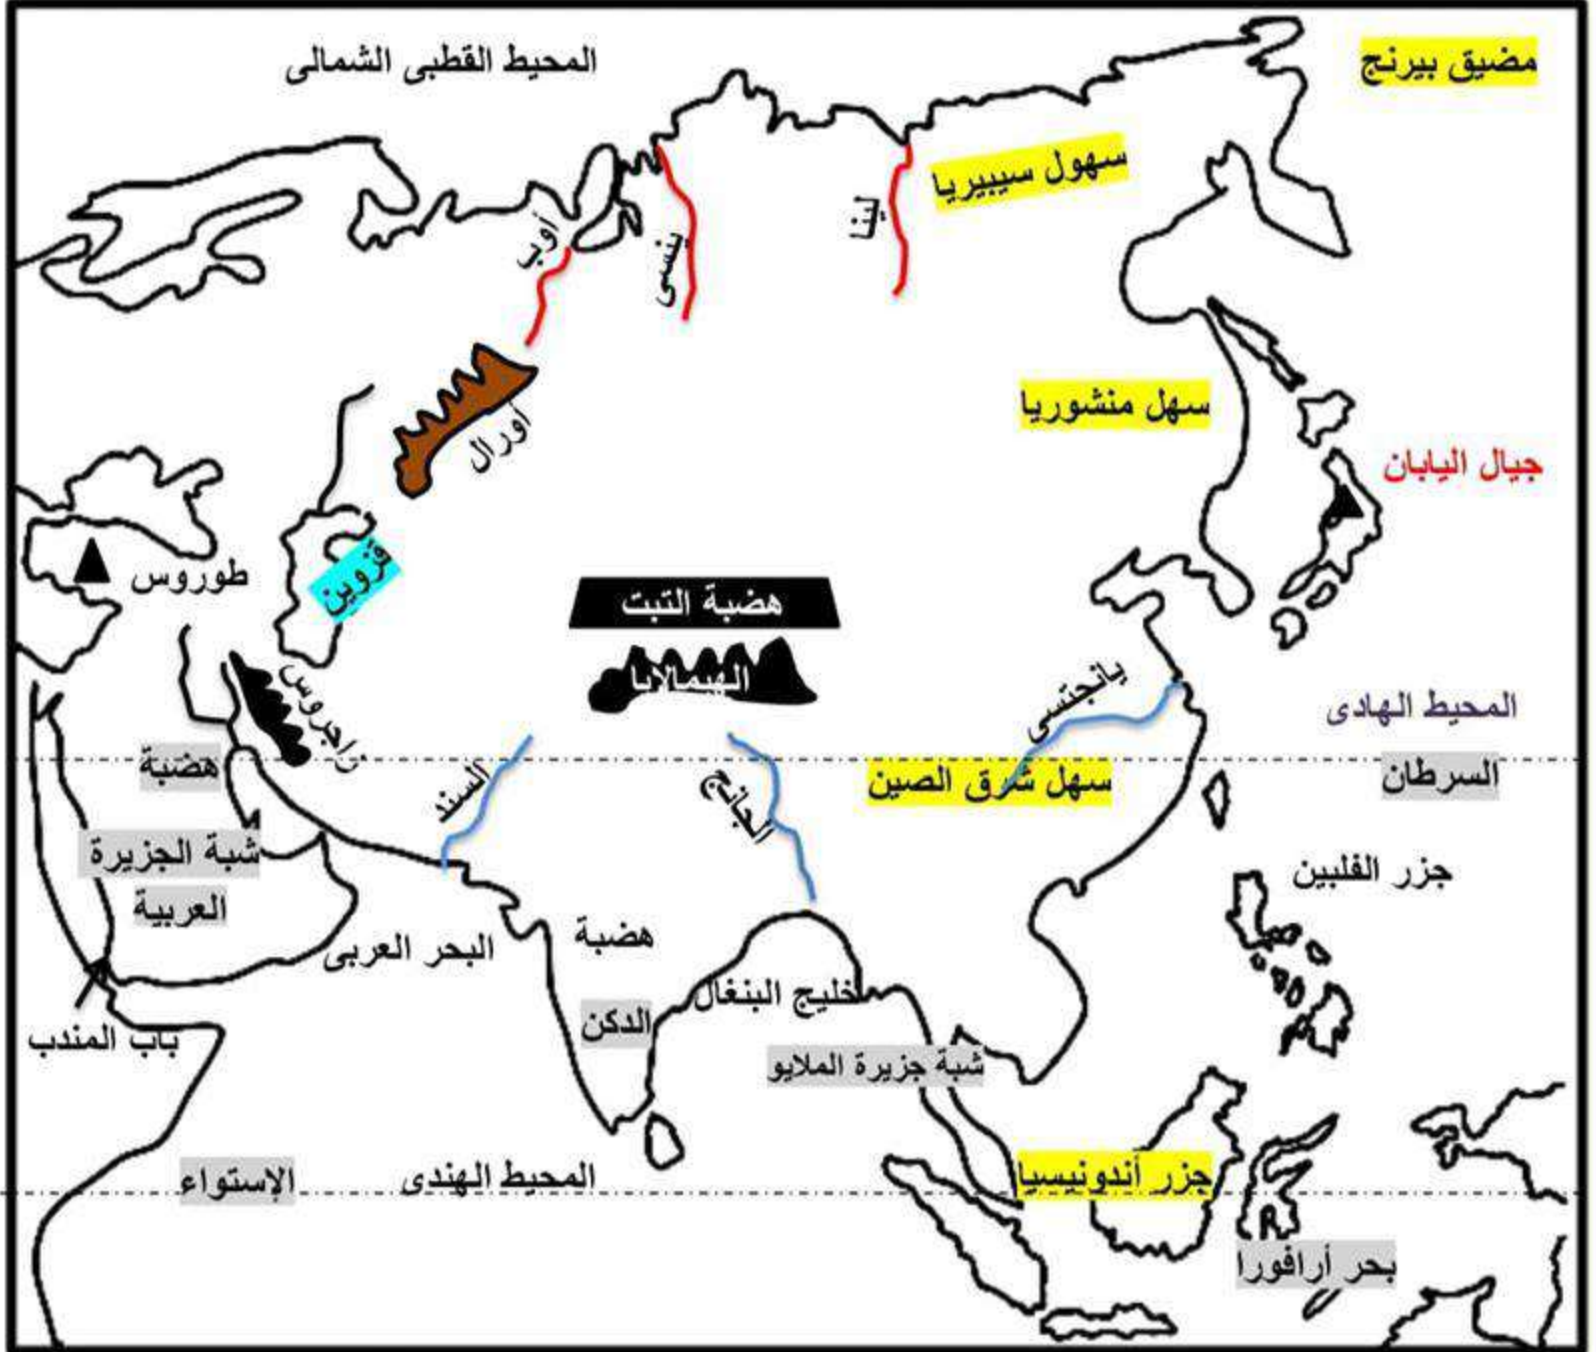 المحيط القطبى الشمالى
مضيق بيرنج
سهول سيبيريا
أوب
ينسى
لينا
سهل منشوريا
أورال
جبال اليابان
قزوين
طوروس
هضبة التبت
الهيمالايا
زاجروس
يانجتسى
المحيط الهادى
هضبة
السرطان
السند
الجانج
سهل شرق الصين
شبة الجزيرة
العربية
جزر الفلبين
البحر العربى
هضبة
الدكن
خليج البنغال
باب المندب
شبة جزيرة الملايو
الإستواء
المحيط الهندى
جزر أندونيسيا
بحر أرافورا